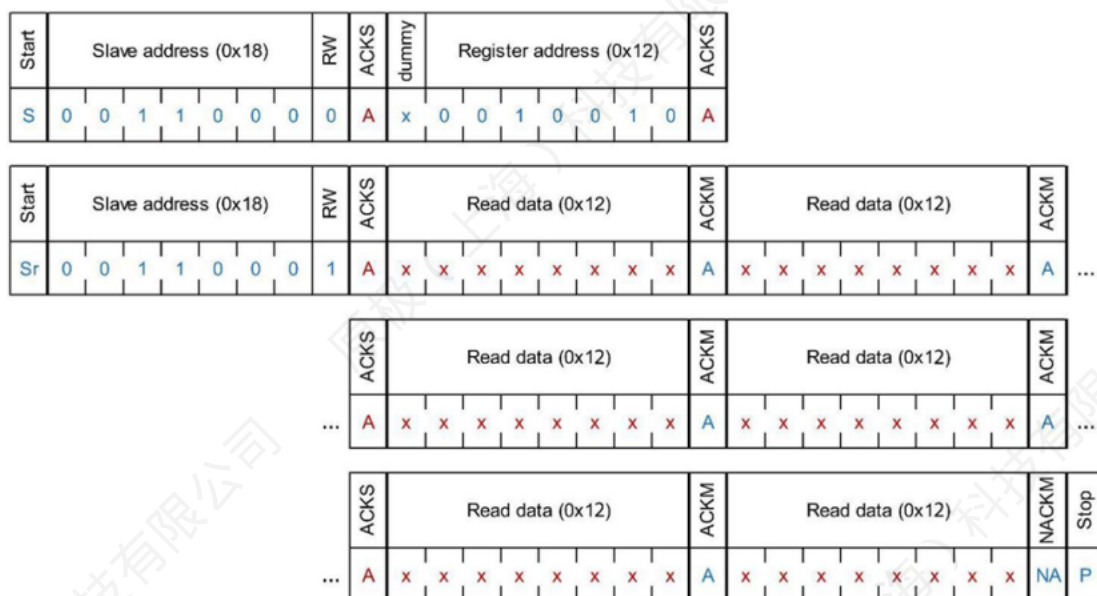 Start Slave address (0x18) RW ACKS dummy Register address (0x12) ACKS
S 0 0 1 1 0 0 0 0 A x 0 0 1 0 0 1 0 A
Start Slave address (0x18) RW ACKS Read data (0x12) ACKM Read data (0x12) ACKM
Sr 0 0 1 1 0 0 0 1 A x x x x x x x x A x x x x x x x x A ...
ACKS Read data (0x12) ACKM Read data (0x12) ACKM
... A x x x x x x x x A x x x x x x x x A ...
ACKS Read data (0x12) ACKM Read data (0x12) NACKM Stop
... A x x x x x x x x A x x x x x x x x NA P